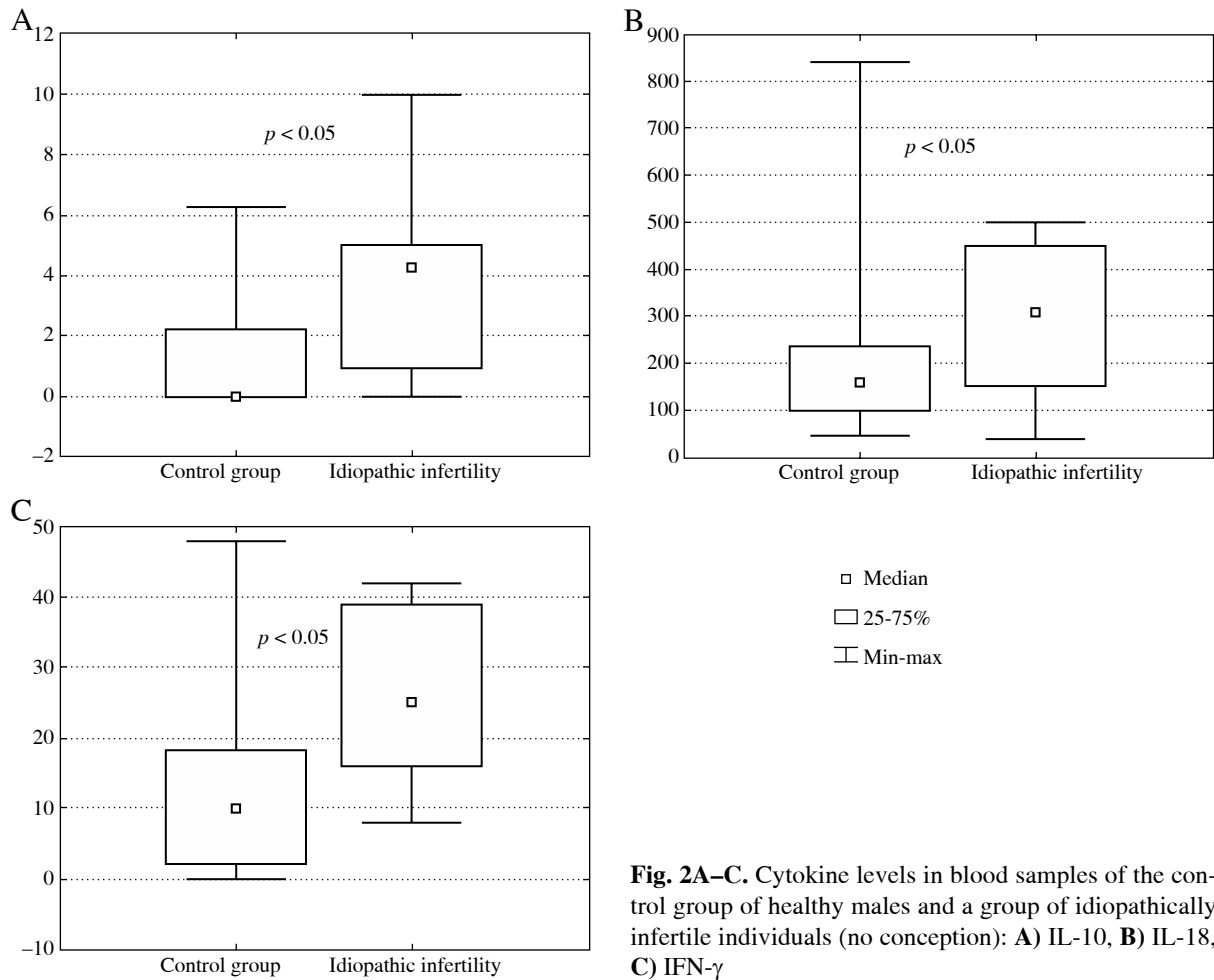 A
12
10
8
6
4
2
0
–2
p < 0.05
Control group
Idiopathic infertility
B
900
800
700
600
500
400
300
200
100
0
p < 0.05
Control group
Idiopathic infertility
C
50
40
30
20
10
0
–10
p < 0.05
Control group
Idiopathic infertility
Median
25-75%
Min-max
Fig. 2A–C. Cytokine levels in blood samples of the con-
trol group of healthy males and a group of idiopathically
infertile individuals (no conception): A) IL-10, B) IL-18,
C) IFN-γ